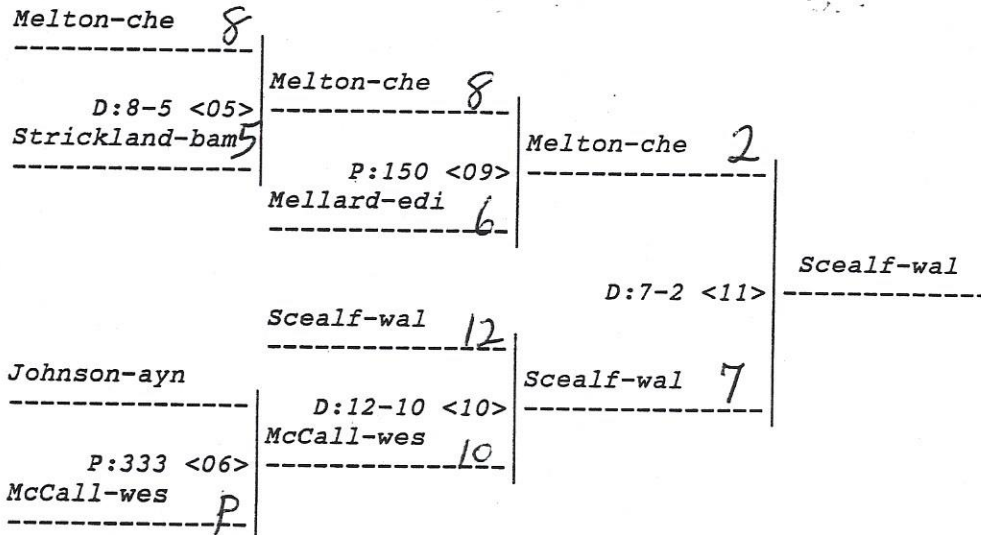 Melton-che 8
Melton-che 8
D:8-5 <05>
Strickland-bam 5
Melton-che 2
P:150 <09>
Mellard-edi 6
Scealf-wal
D:7-2 <11>
Scealf-wal 12
Johnson-ayn
Scealf-wal 7
D:12-10 <10>
McCall-wes 10
P:333 <06>
McCall-wes P